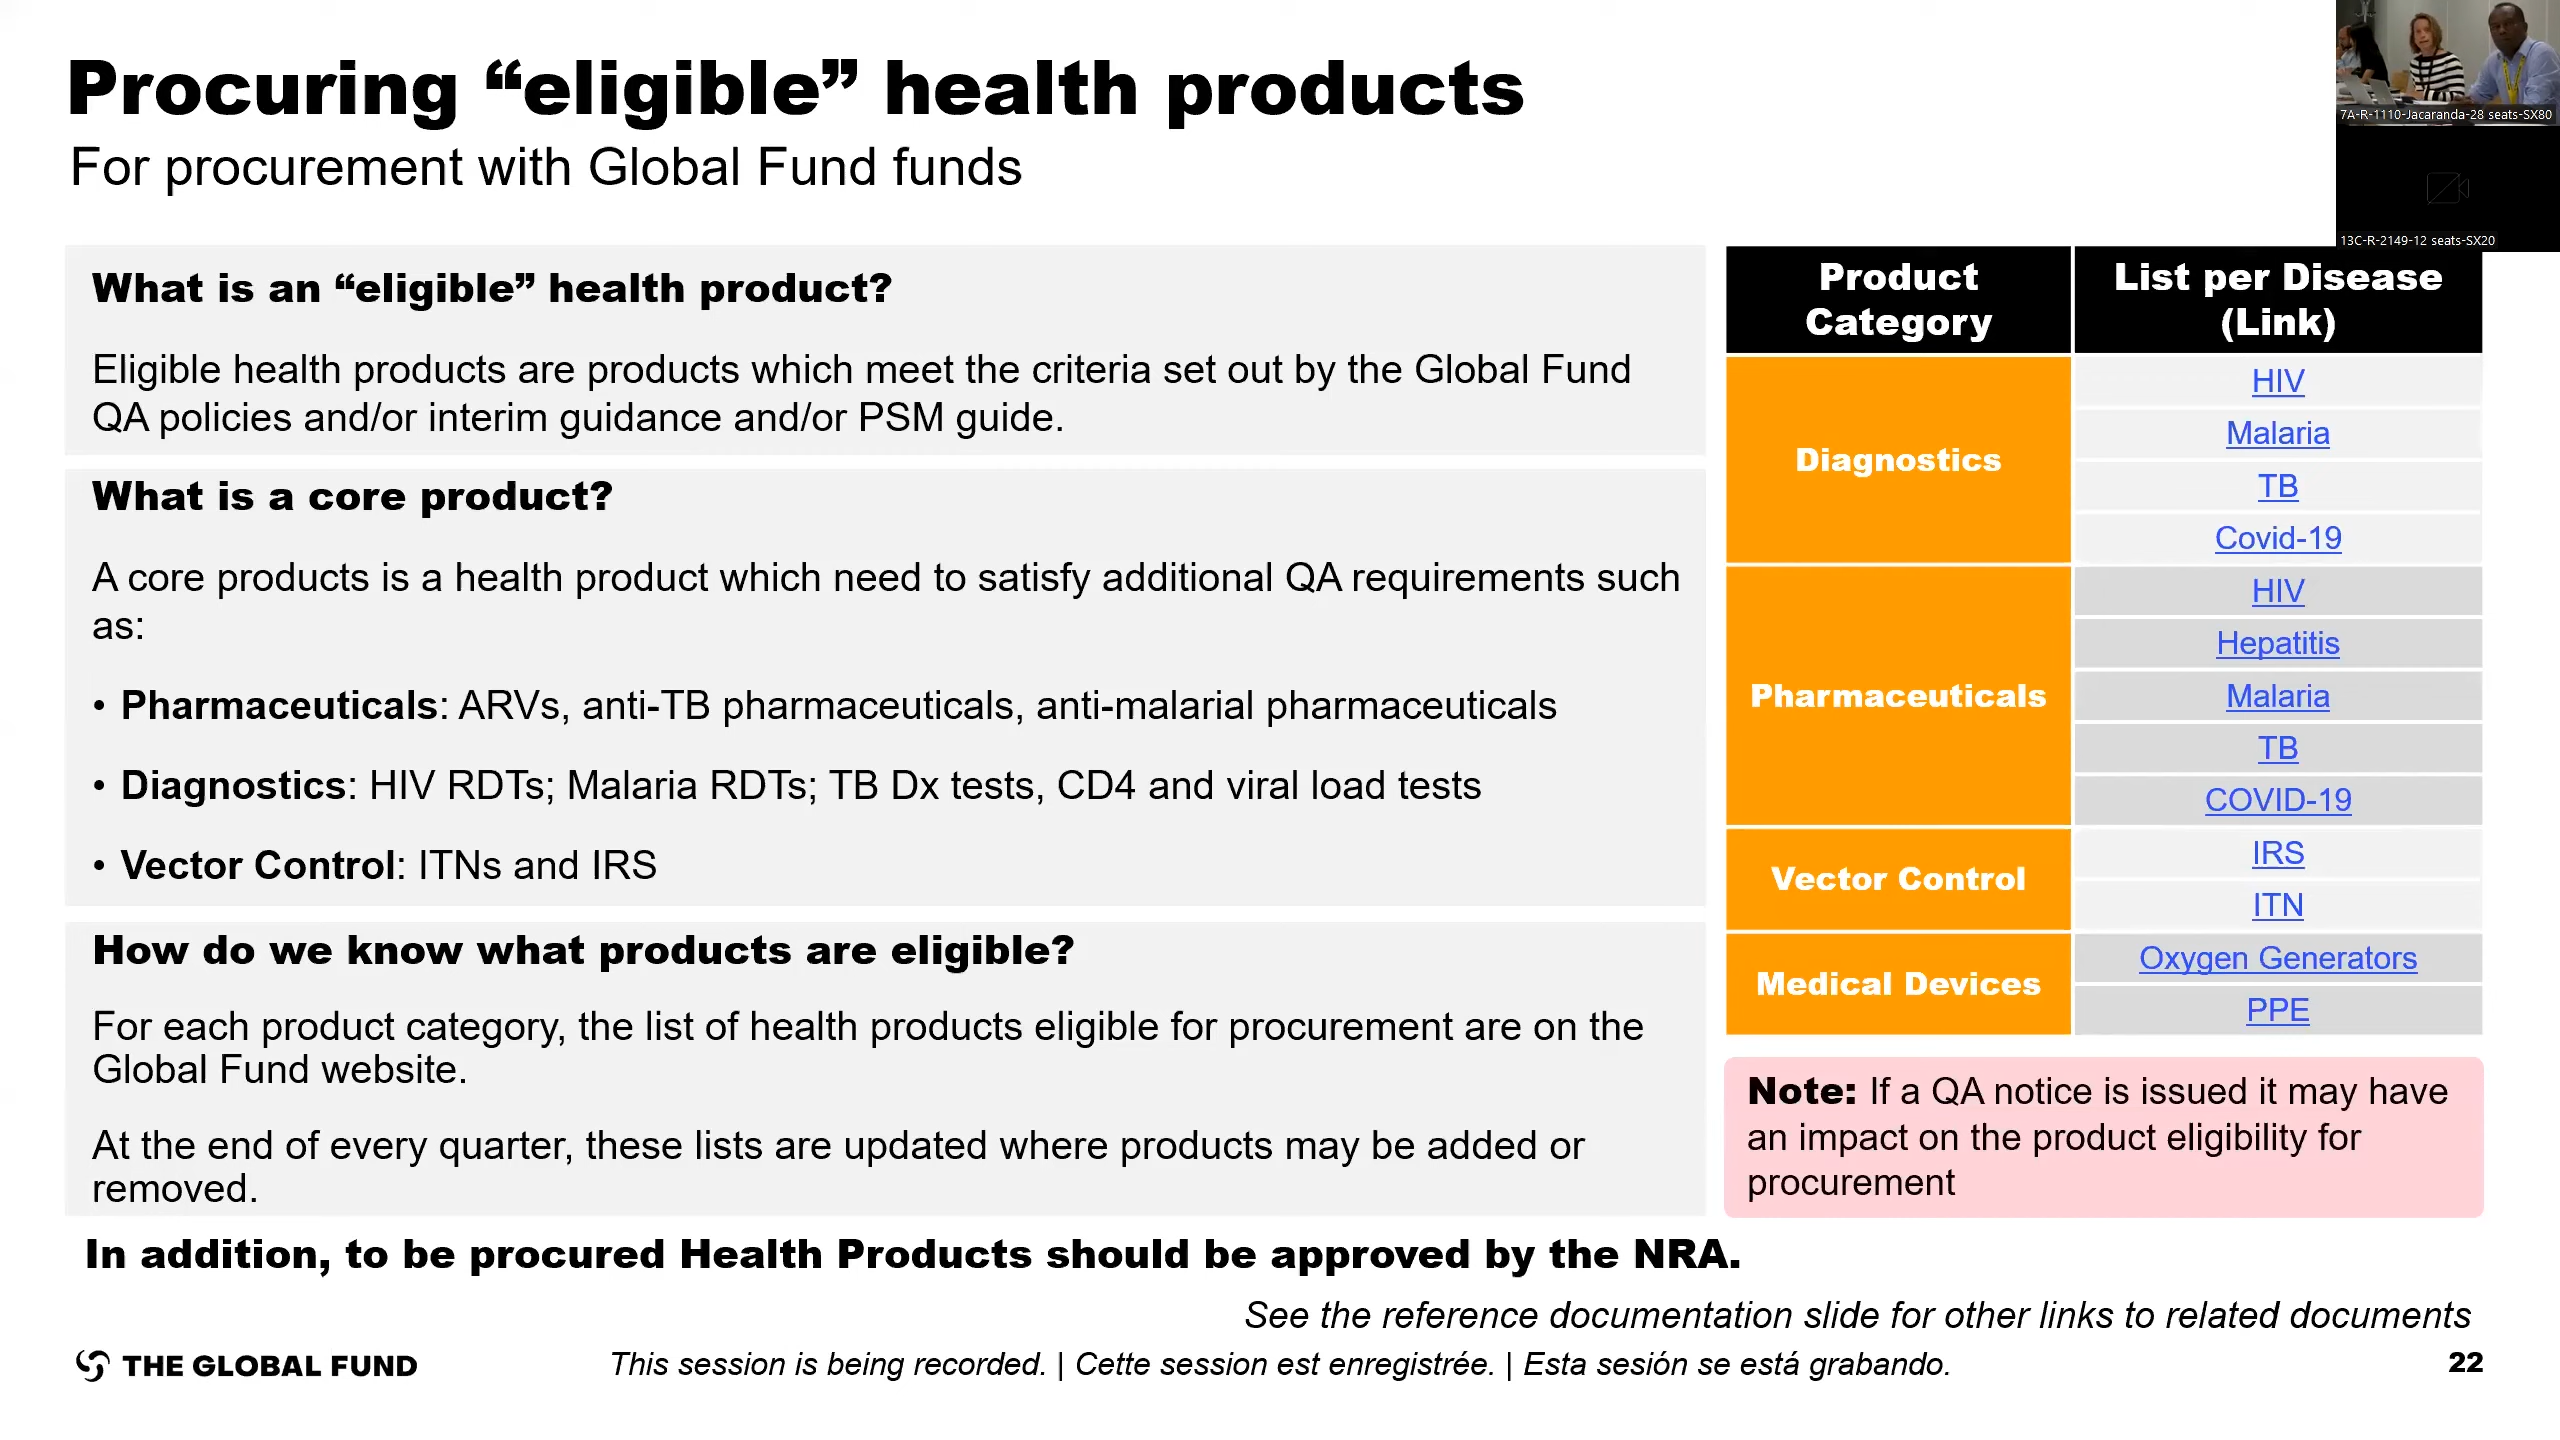 Procuring “eligible” health products
For procurement with Global Fund funds
7A-R-1110-Jacaranda-28 seats-SX80
13C-R-2149-12 seats-SX20
What is an “eligible” health product?
Eligible health products are products which meet the criteria set out by the Global Fund
QA policies and/or interim guidance and/or PSM guide.
What is a core product?
A core products is a health product which need to satisfy additional QA requirements such
as:
• Pharmaceuticals: ARVs, anti-TB pharmaceuticals, anti-malarial pharmaceuticals
• Diagnostics: HIV RDTs; Malaria RDTs; TB Dx tests, CD4 and viral load tests
• Vector Control: ITNs and IRS
How do we know what products are eligible?
For each product category, the list of health products eligible for procurement are on the
Global Fund website.
At the end of every quarter, these lists are updated where products may be added or
removed.
Product
Category
List per Disease
(Link)
Diagnostics
HIV
Malaria
TB
Covid-19
Pharmaceuticals
HIV
Hepatitis
Malaria
TB
COVID-19
Vector Control
IRS
ITN
Medical Devices
Oxygen Generators
PPE
Note: If a QA notice is issued it may have
an impact on the product eligibility for
procurement
In addition, to be procured Health Products should be approved by the NRA.
See the reference documentation slide for other links to related documents
THE GLOBAL FUND
This session is being recorded. | Cette session est enregistrée. | Esta sesión se está grabando.
22